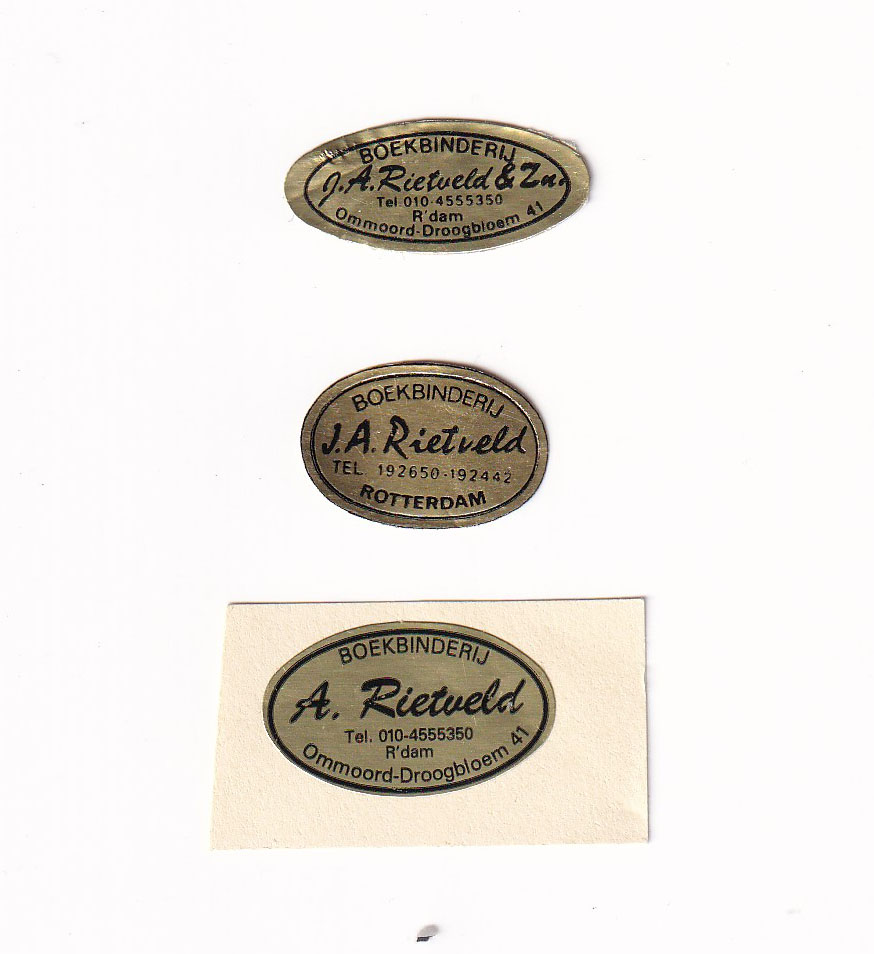 BOEKBINDERIJ
J.A. Rietveld & Zn.
Tel 010-4555350
R'dam
Ommoord-Droogbloem 41
BOEKBINDERIJ
J.A. Rietveld
TEL 192650-192442
ROTTERDAM
BOEKBINDERIJ
A. Rietveld
Tel. 010-4555350
R'dam
Ommoord-Droogbloem 41